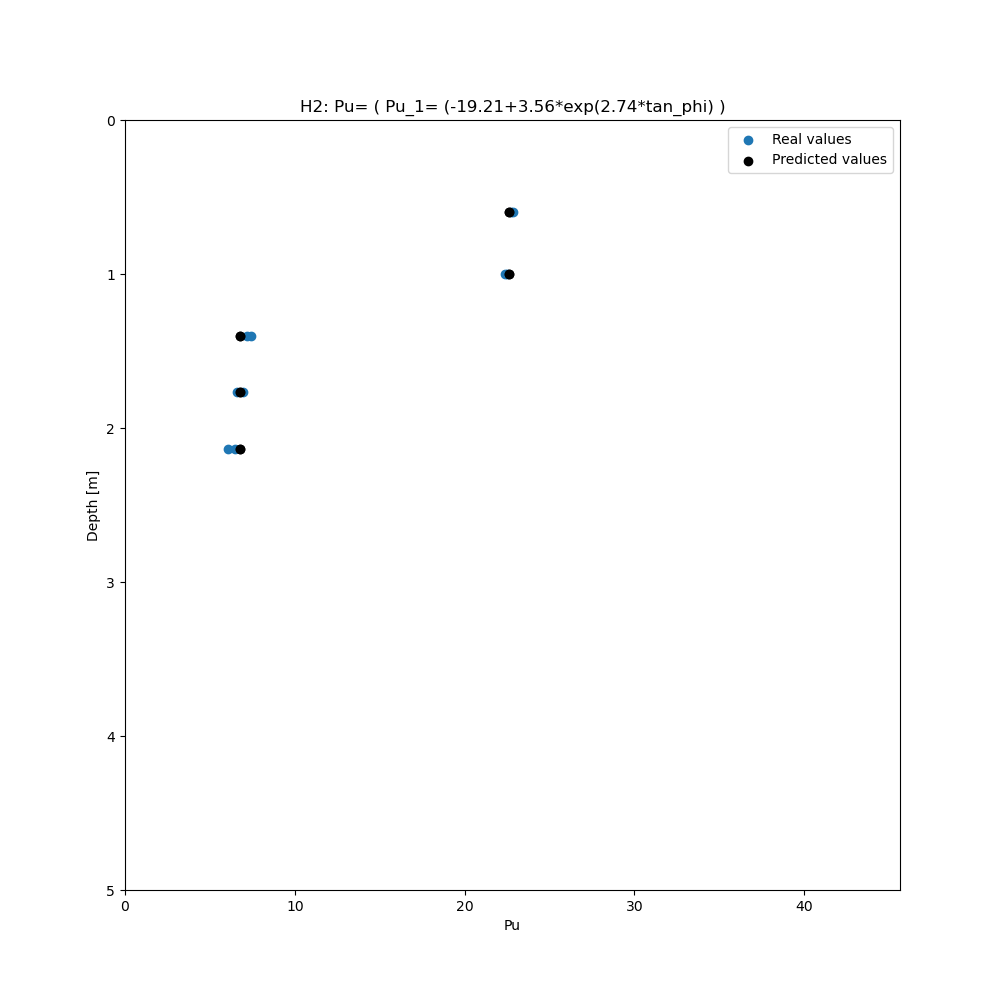 H2: Pu= ( Pu_1= (-19.21+3.56*exp(2.74*tan_phi) )
Real values
Predicted values
0
1
2
3
4
5
Depth [m]
0 10 20 30 40
Pu